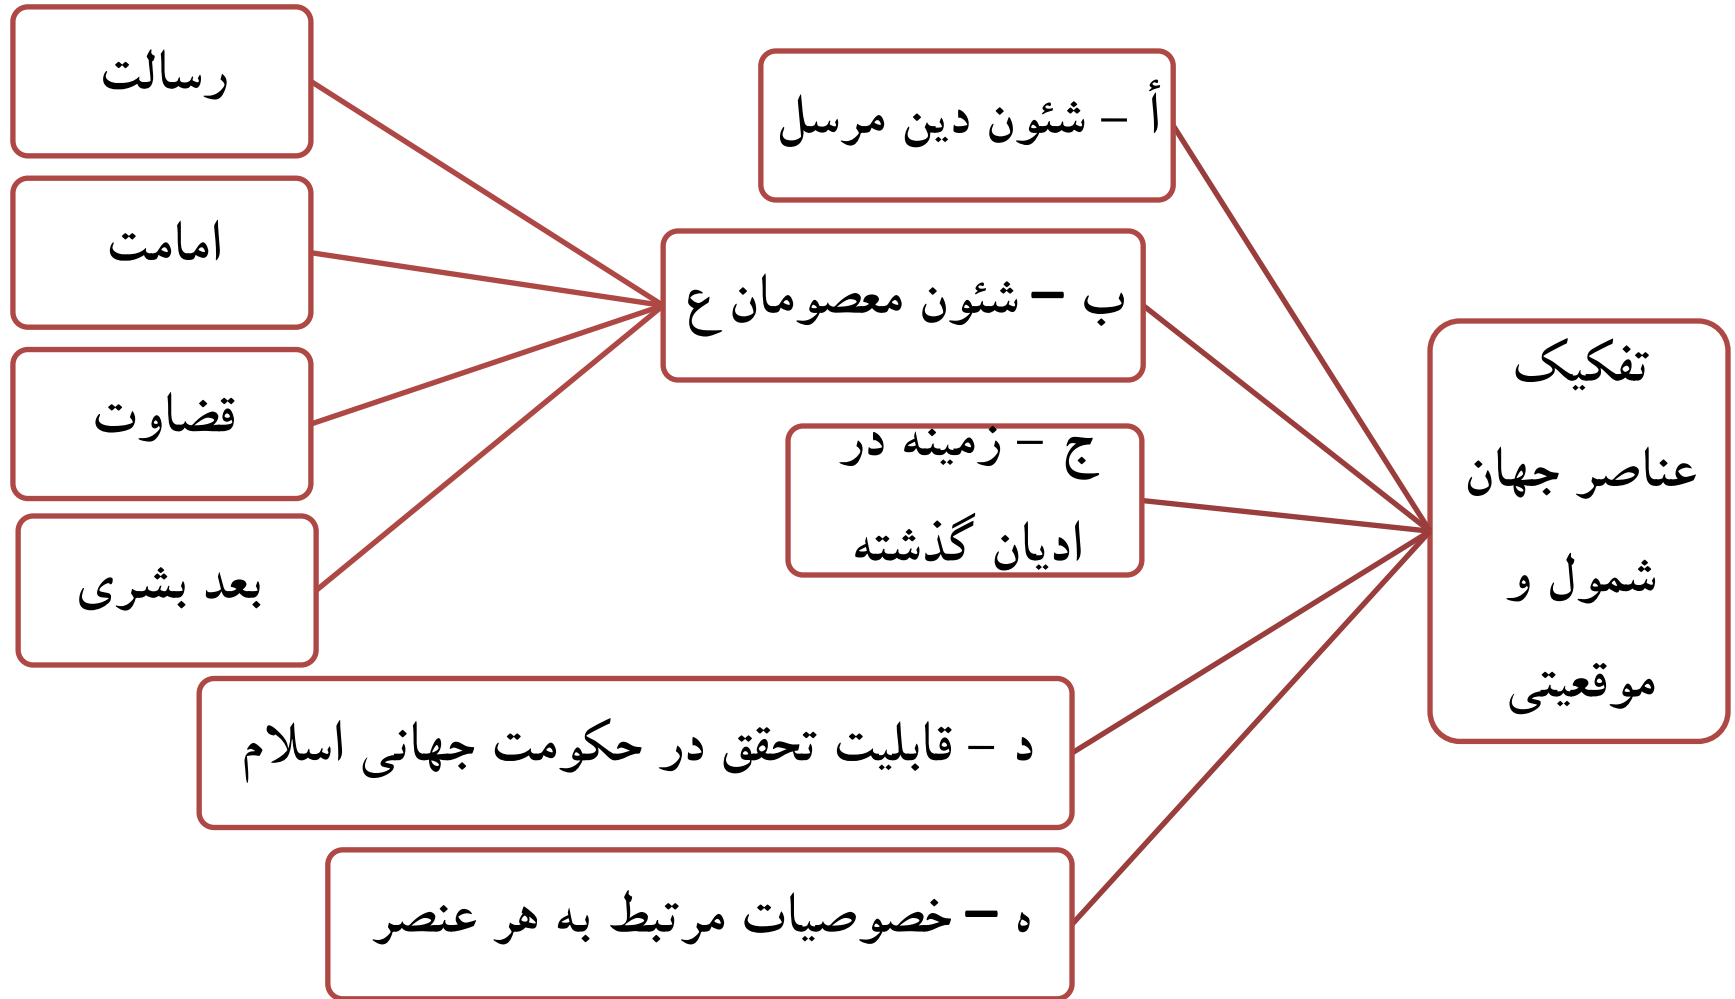 تفکیک
عناصر جهان
شمول و
موقعیتی
أ – شئون دین مرسل
ب – شئون معصومان ع
رسالت
امامت
قضاوت
بعد بشری
ج – زمینه در
ادیان گذشته
د – قابلیت تحقق در حکومت جهانی اسلام
ه – خصوصیات مرتبط به هر عنصر